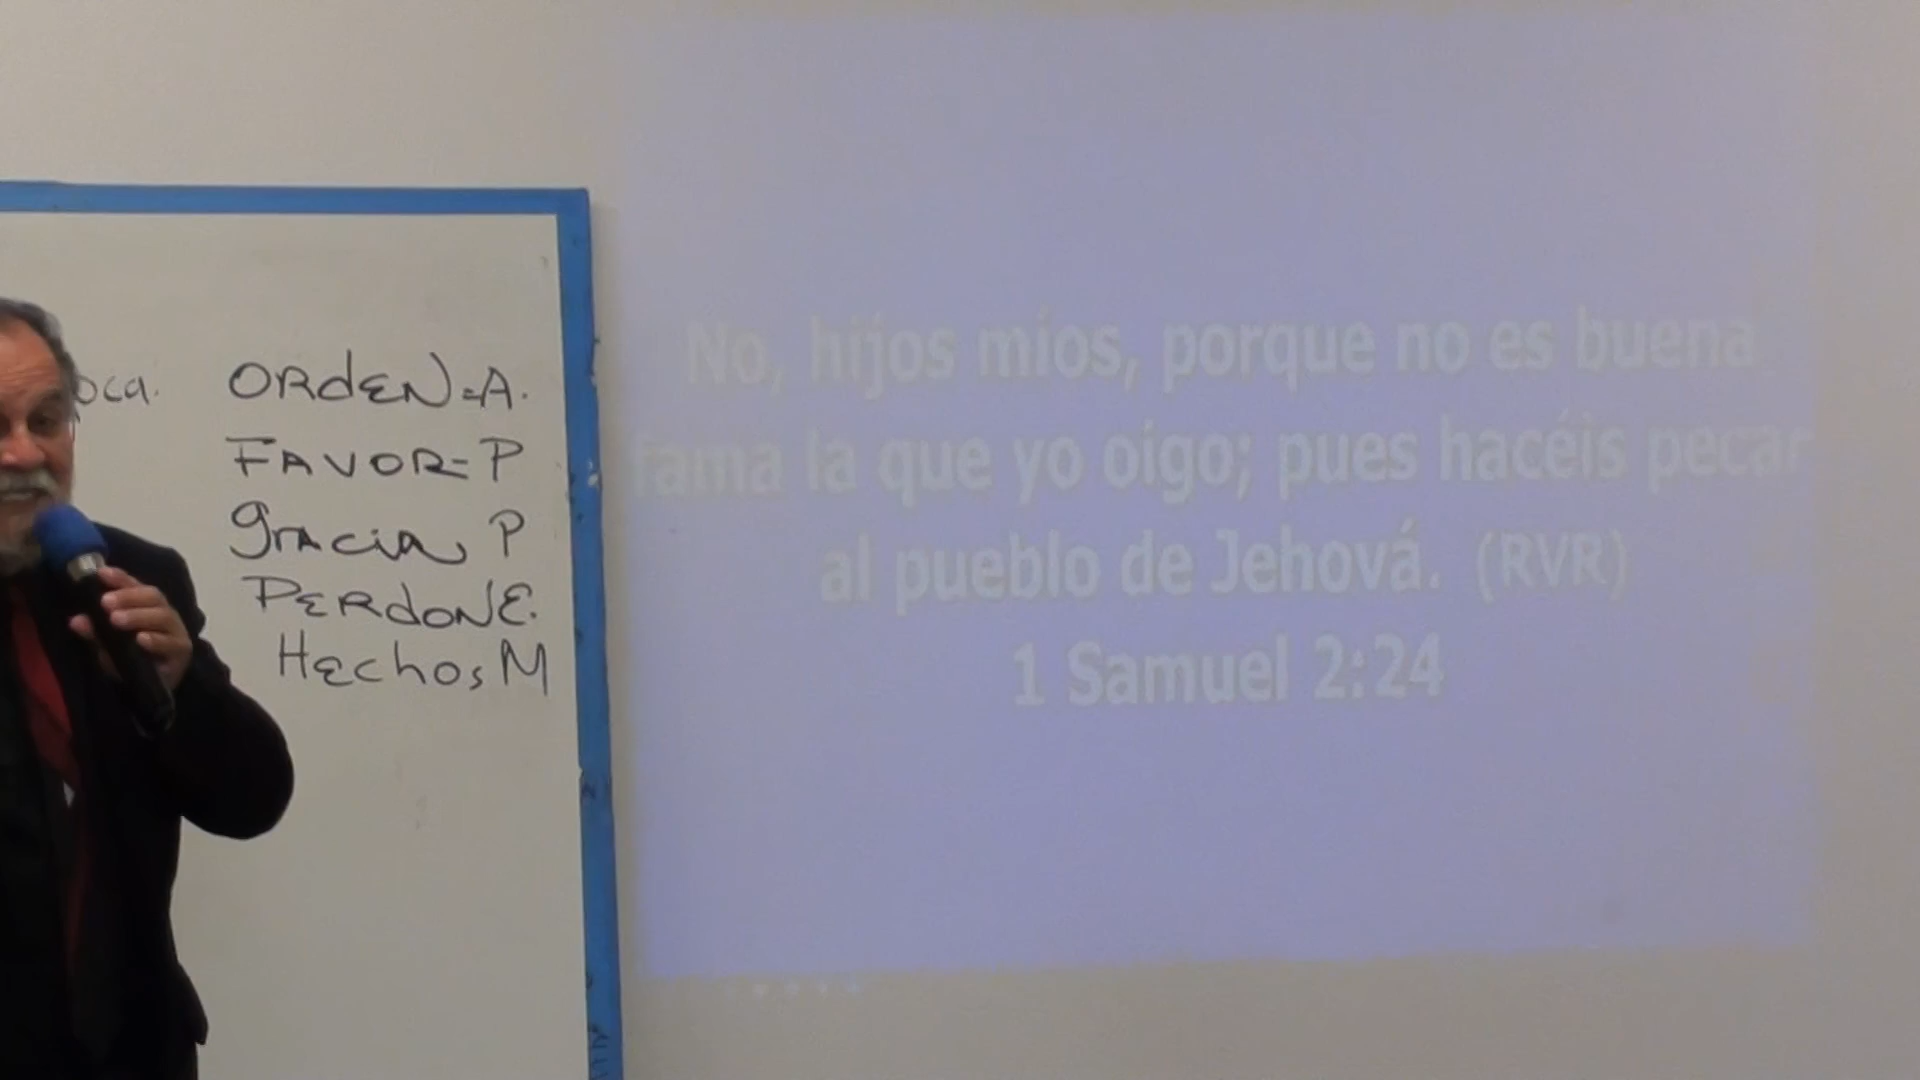 ORdEN=A.
FAVOR=P
gracia P
PERdONE.
HechosM
No, hijos míos, porque no es buena
fama la que yo oigo; pues hacéis pecar
al pueblo de Jehová. (RVR)
1 Samuel 2:24